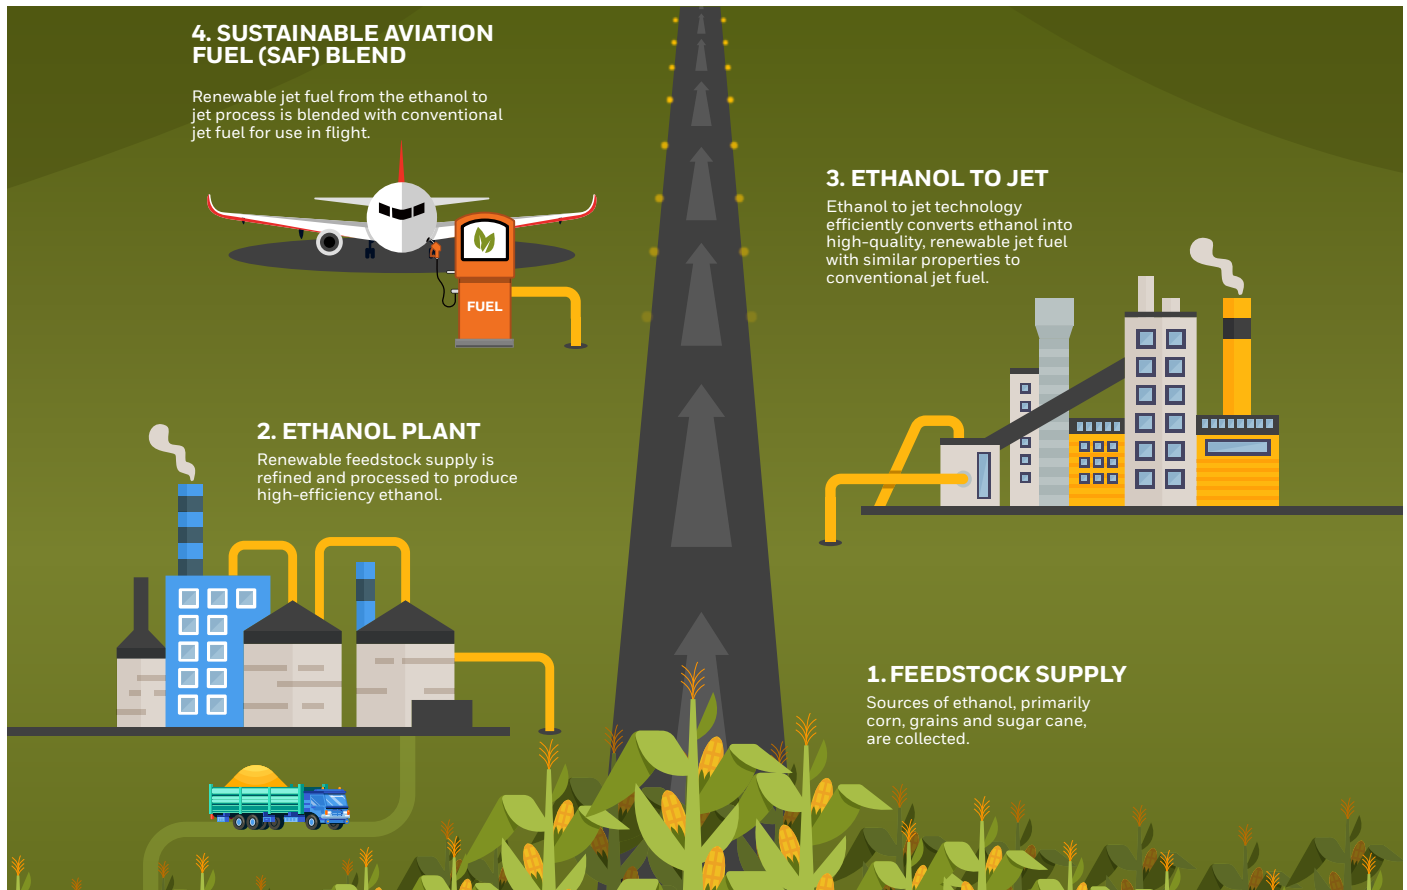 4. SUSTAINABLE AVIATION
FUEL (SAF) BLEND
Renewable jet fuel from the ethanol to
jet process is blended with conventional
jet fuel for use in flight.
FUEL
3. ETHANOL TO JET
Ethanol to jet technology
efficiently converts ethanol into
high-quality, renewable jet fuel
with similar properties to
conventional jet fuel.
2. ETHANOL PLANT
Renewable feedstock supply is
refined and processed to produce
high-efficiency ethanol.
1. FEEDSTOCK SUPPLY
Sources of ethanol, primarily
corn, grains and sugar cane,
are collected.